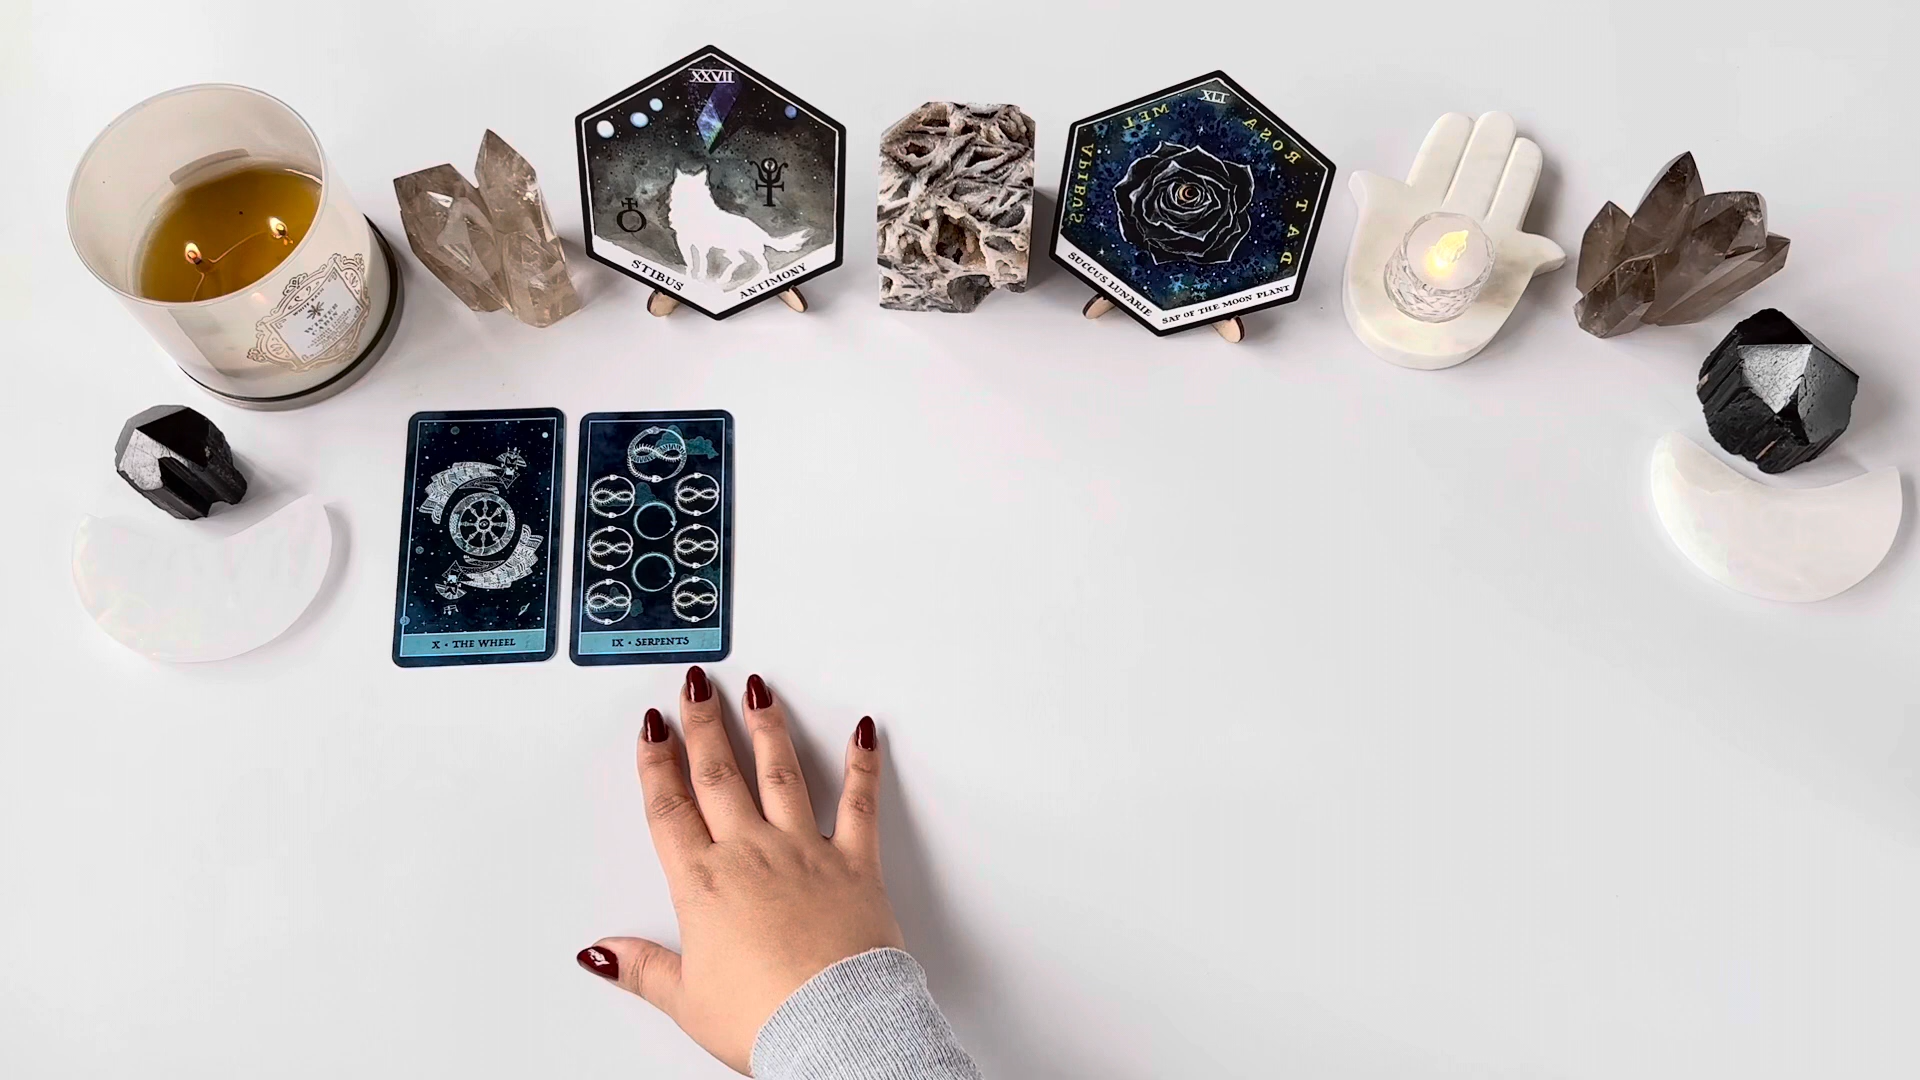 XXVII
STIBUS
ANTIMONY
XLI
ROSA
DAT
MEL
APIBUS
SUCCUS LUNARIE
SAP OF THE MOON PLANT
WINTER
X • THE WHEEL
IX • SERPENTS